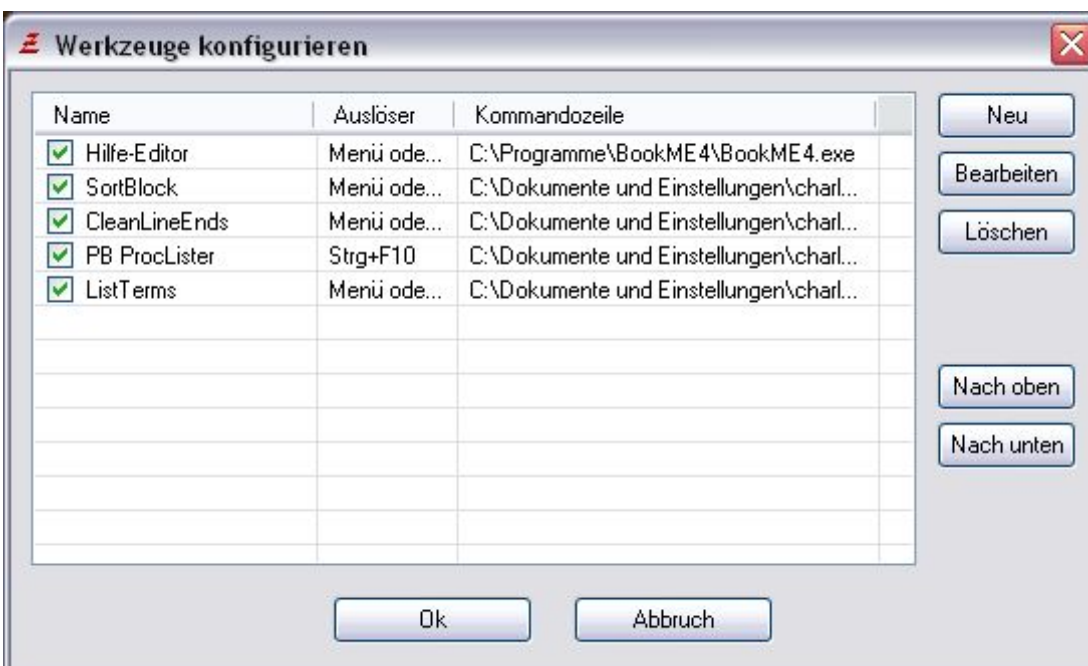 Werkzeuge konfigurieren
Name Auslöser Kommandozeile
Hilfe-Editor Menü ode... C:\Programme\BookME4\BookME4.exe
SortBlock Menü ode... C:\Dokumente und Einstellungen\charl...
CleanLineEnds Menü ode... C:\Dokumente und Einstellungen\charl...
PB ProcLister Strg+F10 C:\Dokumente und Einstellungen\charl...
ListTerms Menü ode... C:\Dokumente und Einstellungen\charl...
Neu
Bearbeiten
Löschen
Nach oben
Nach unten
Ok Abbruch